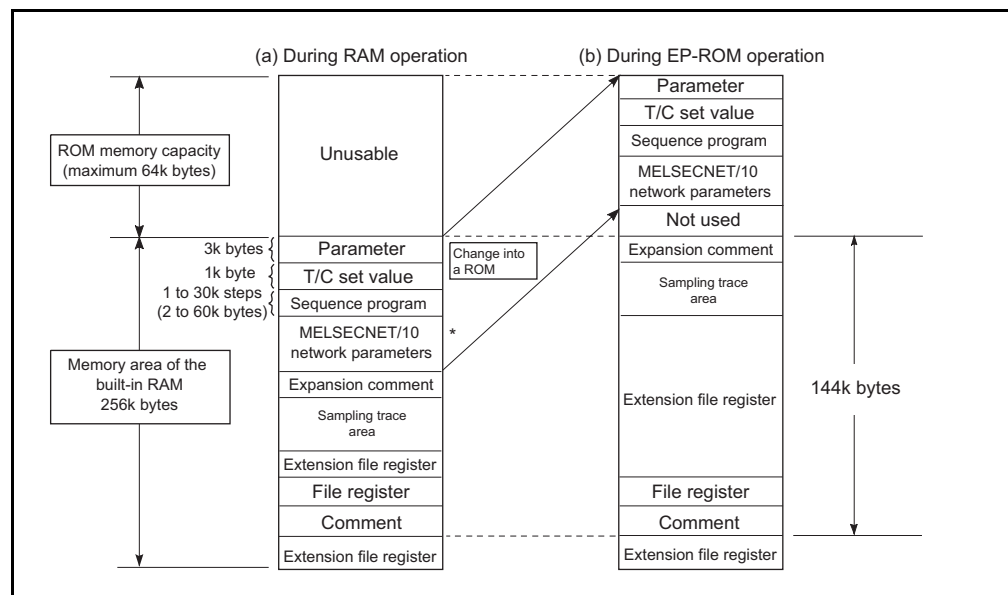 (a) During RAM operation
(b) During EP-ROM operation
ROM memory capacity
(maximum 64k bytes)
Memory area of the
built-in RAM
256k bytes
3k bytes
1k byte
1 to 30k steps
(2 to 60k bytes)
Unusable
Parameter
T/C set value
Sequence program
MELSECNET/10
network parameters
Expansion comment
Sampling trace
area
Extension file register
File register
Comment
Extension file register
Change into
a ROM
*
Parameter
T/C set value
Sequence program
MELSECNET/10
network parameters
Not used
Expansion comment
Sampling trace
area
Extension file register
File register
Comment
Extension file register
144k bytes